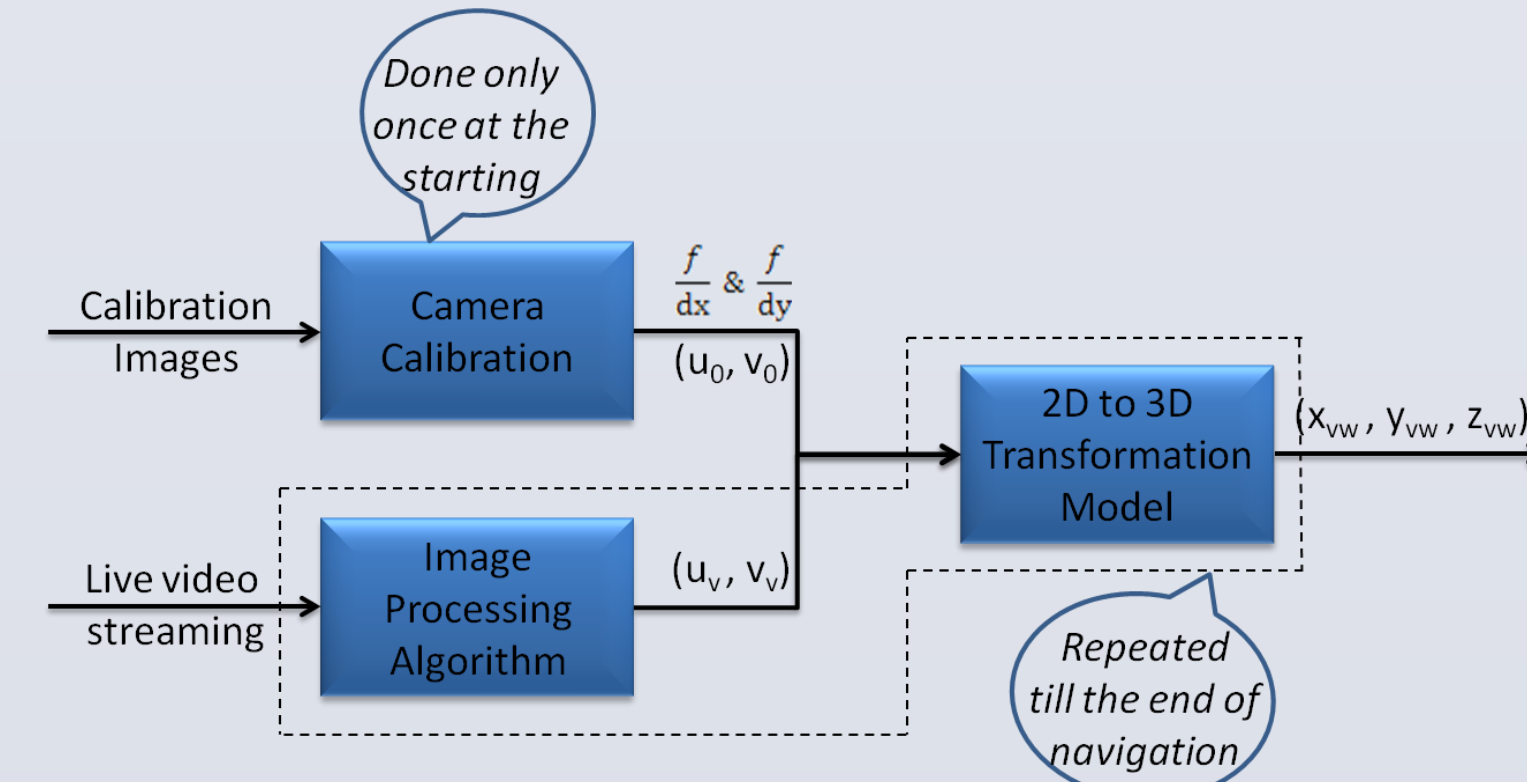 Done only
once at the
starting
Calibration
Images
Camera
Calibration
f/dx & f/dy
(u₀, v₀)
2D to 3D
Transformation
Model
(xᵥw , yᵥw , zᵥw)
Live video
streaming
Image
Processing
Algorithm
(uᵥ, vᵥ)
Repeated
till the end of
navigation